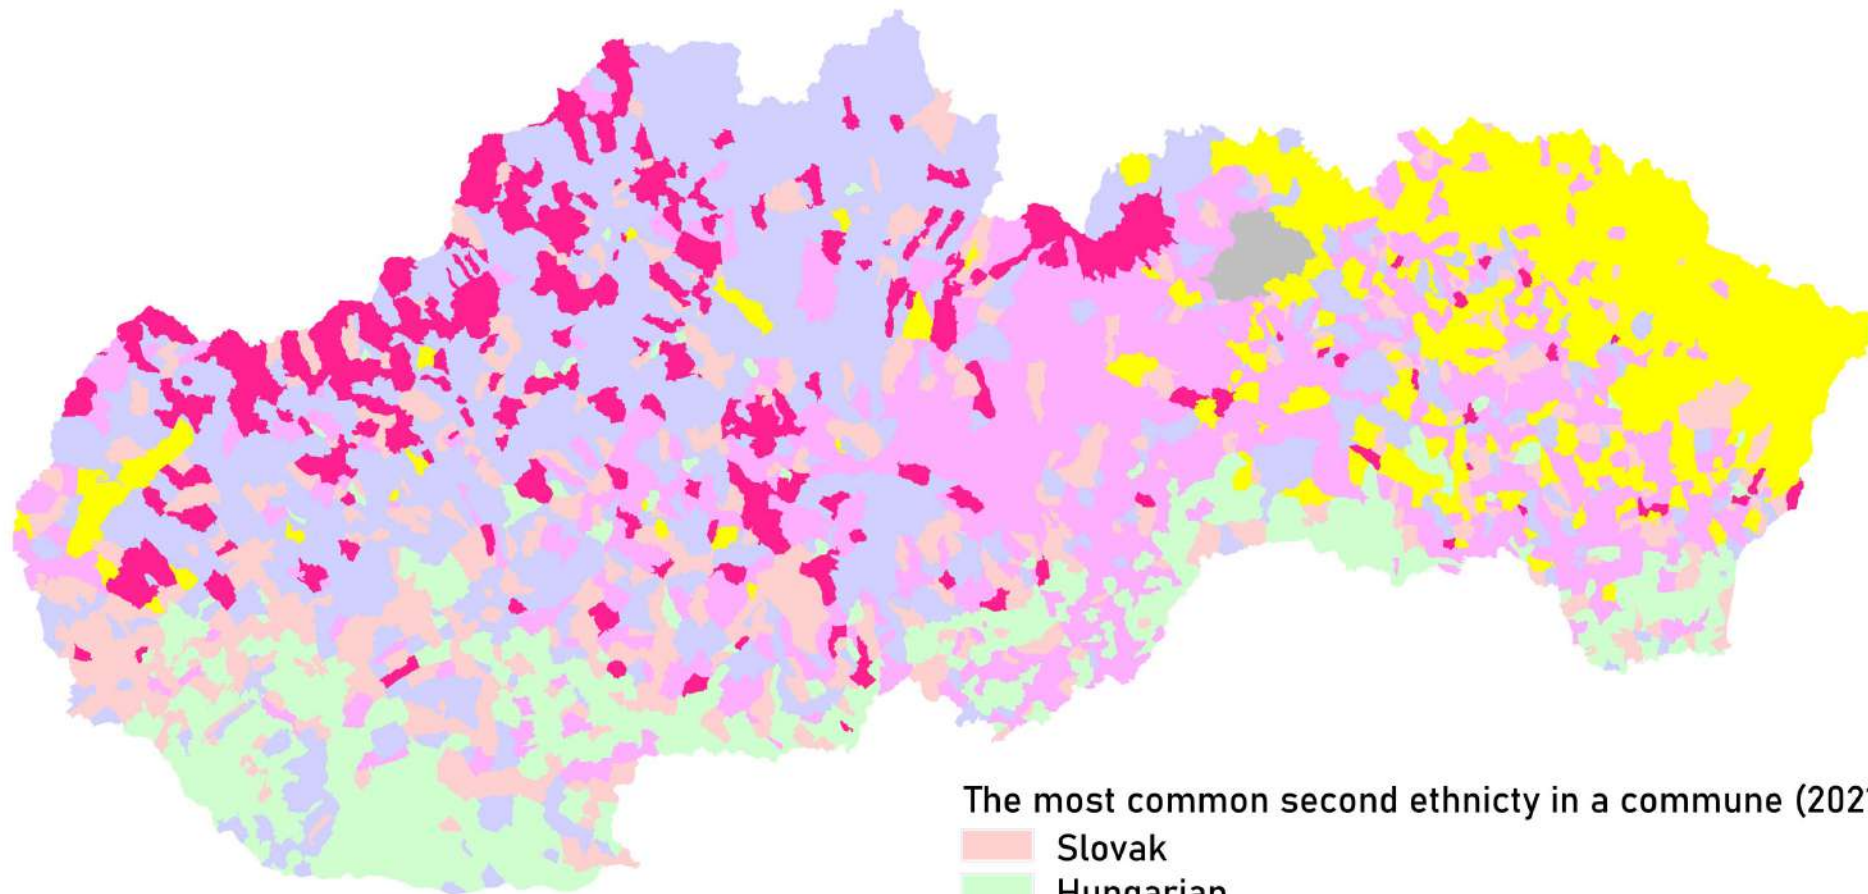 The most common second ethnicty in a commune (202
Slovak
Hungarian